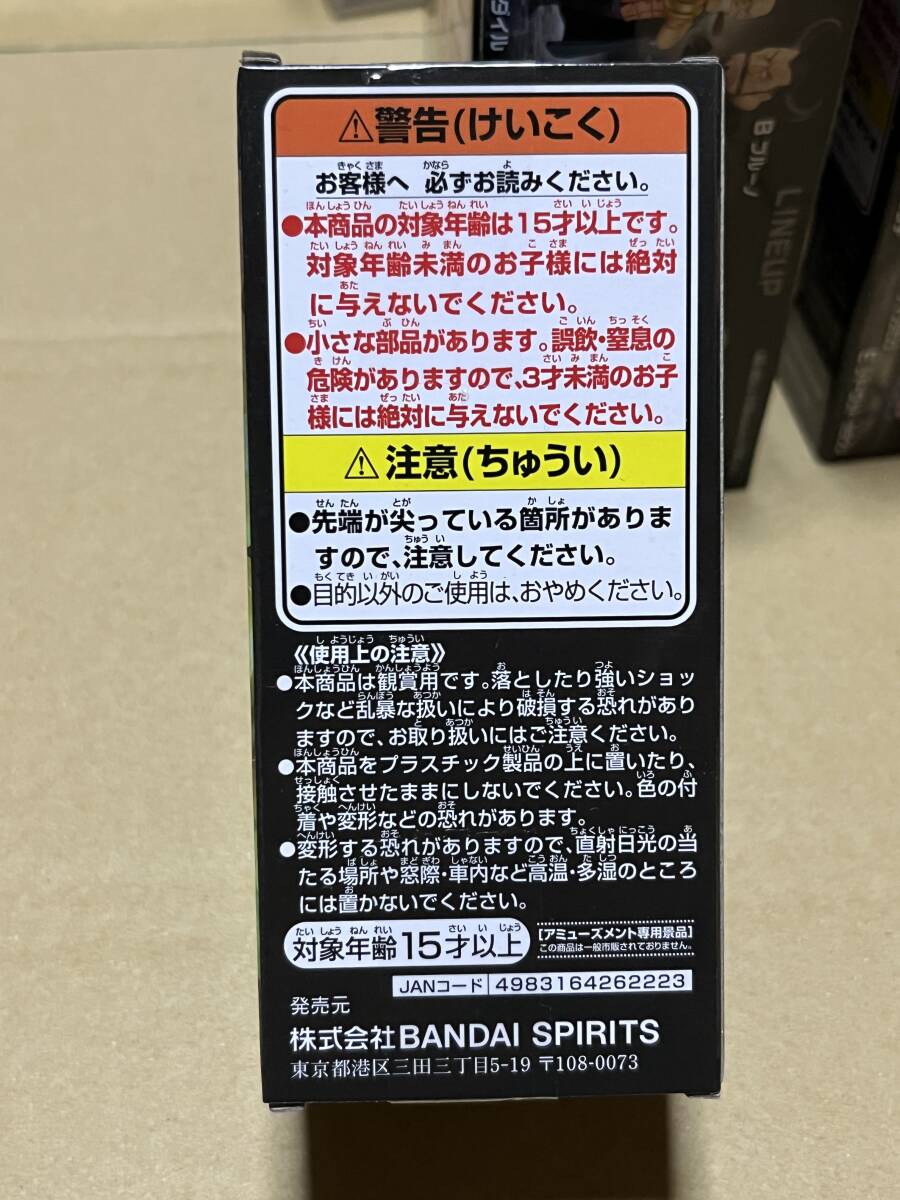 ⚠警告(けいこく)
お客様へ 必ずお読みください。
●本商品の対象年齢は15才以上です。
対象年齢未満のお子様には絶対
に与えないでください。
●小さな部品があります。誤飲・窒息の
危険がありますので、3才未満のお子
様には絶対に与えないでください。
⚠注意(ちゅうい)
●先端が尖っている箇所がありま
すので、注意してください。
●目的以外のご使用は、おやめください。
《使用上の注意》
●本商品は観賞用です。落としたり強いショッ
クなど乱暴な扱いにより破損する恐れがあり
ますので、お取り扱いにはご注意ください。
●本商品をプラスチック製品の上に置いたり、
接触させたままにしないでください。色の付
着や変形などの恐れがあります。
●変形する恐れがありますので、直射日光の当
たる場所や窓際・車内など高温・多湿のところ
には置かないでください。
対象年齢15才以上
[アミューズメント専用景品]
この商品は一般市販されておりません。
JANコード 4983164262223
発売元
株式会社BANDAI SPIRITS
東京都港区三田三丁目5-19 〒108-0073
B ブルーノ
LINEUP